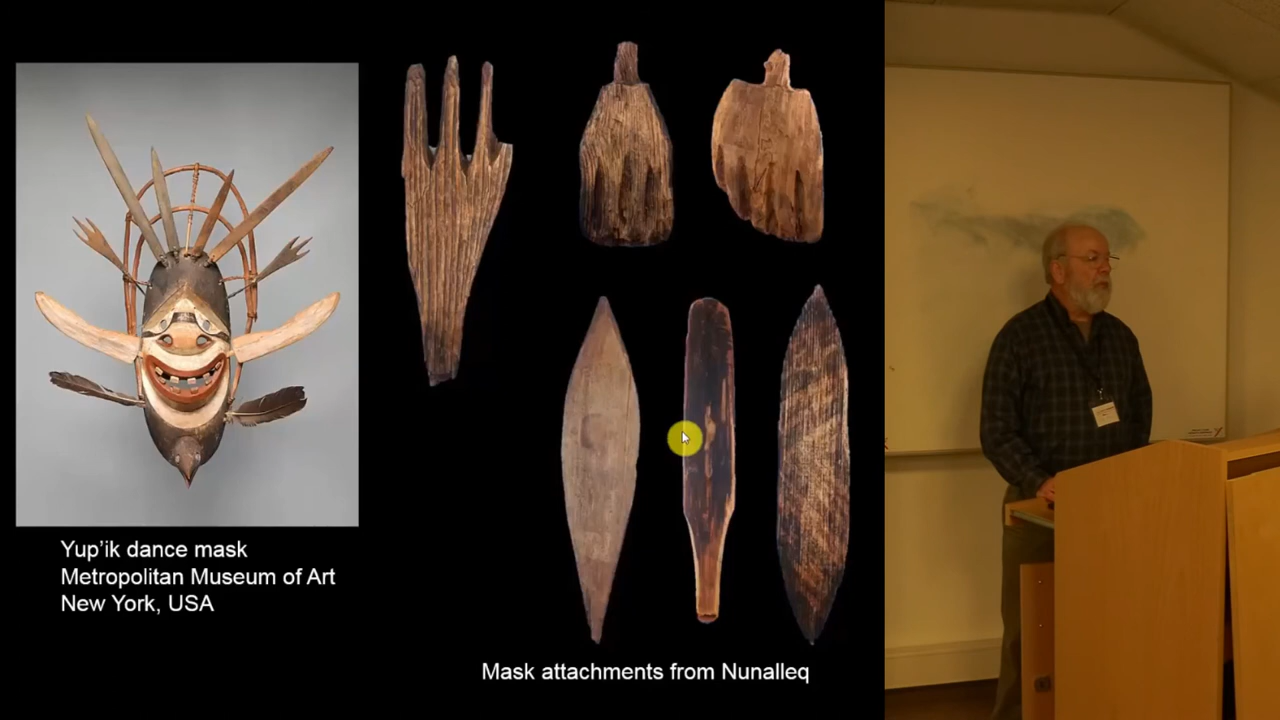 Yup'ik dance mask
Metropolitan Museum of Art
New York, USA
Mask attachments from Nunalleq